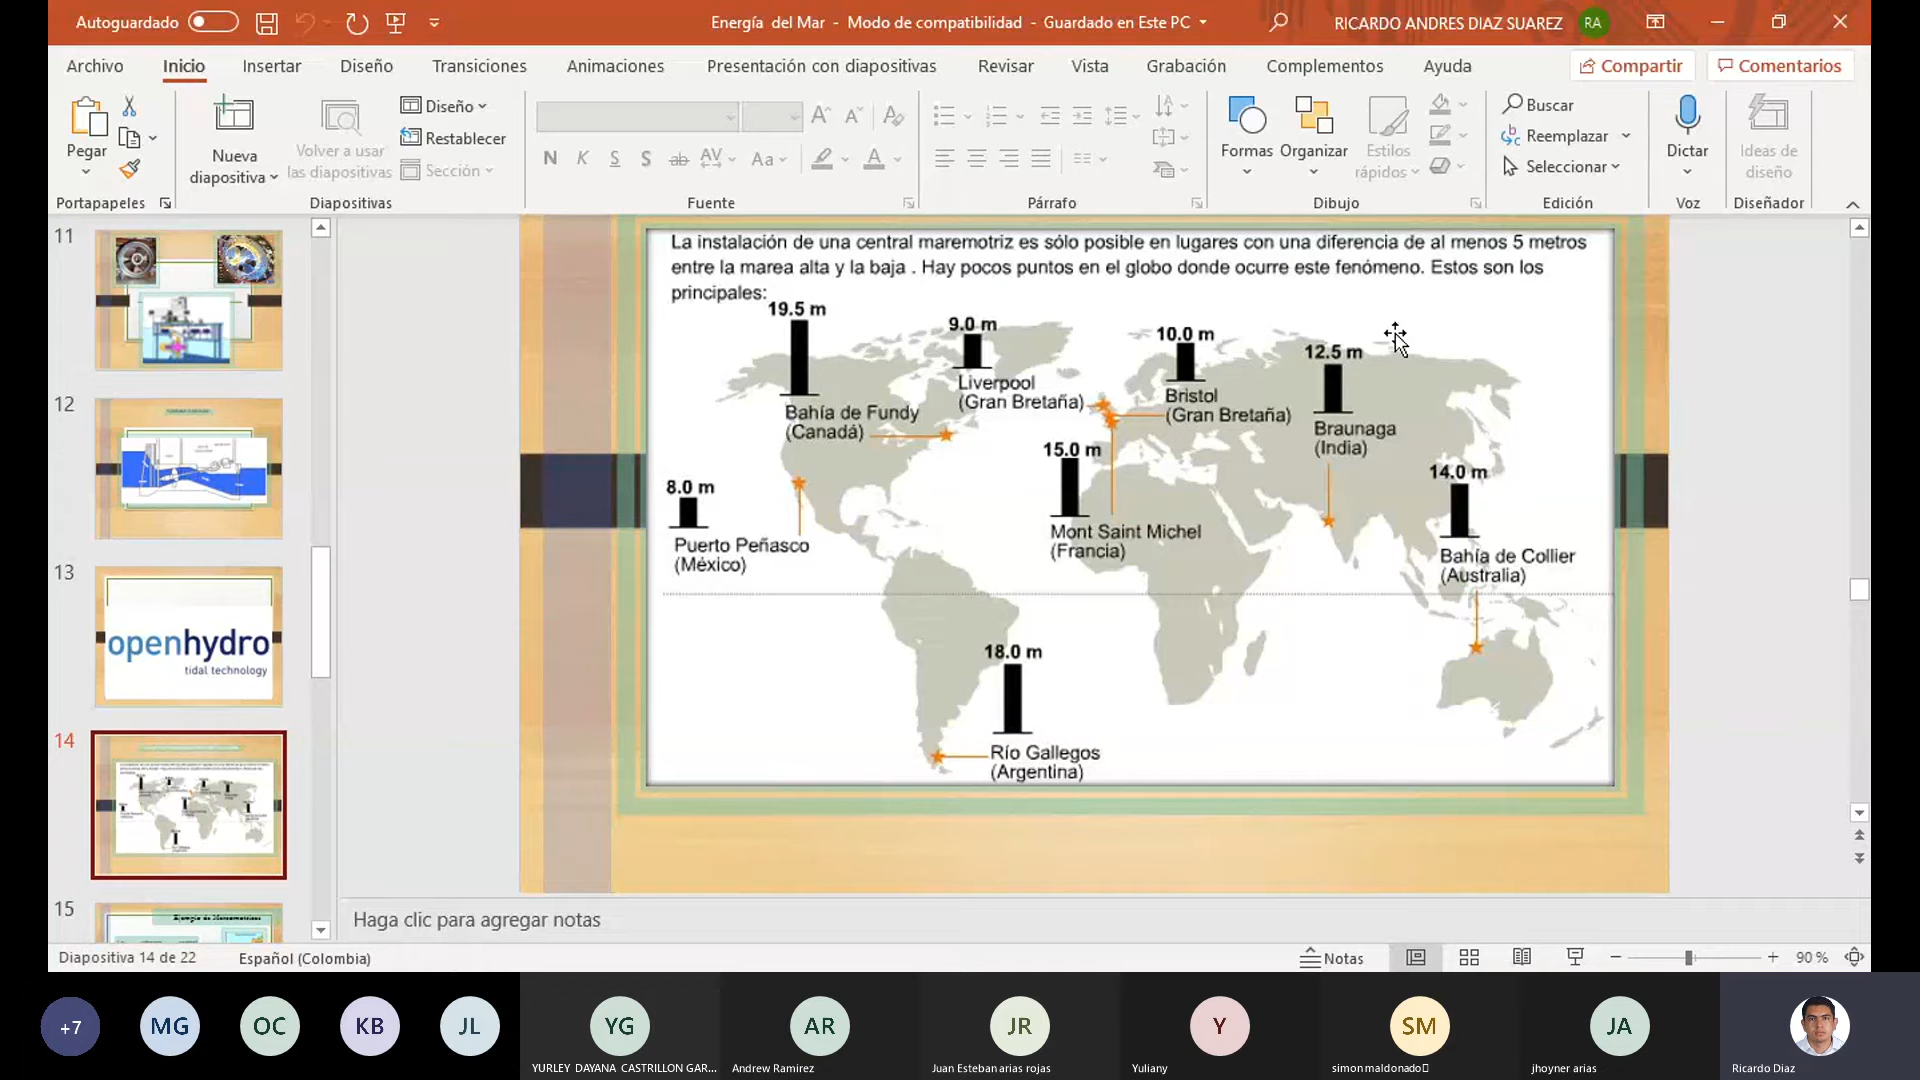 Autoguardado
Energía del Mar - Modo de compatibilidad - Guardado en Este PC
RICARDO ANDRES DIAZ SUAREZ
RA
Archivo
Inicio
Insertar
Diseño
Transiciones
Animaciones
Presentación con diapositivas
Revisar
Vista
Grabación
Complementos
Ayuda
Compartir
Comentarios
Pegar
Portapapeles
Nueva
diapositiva
Volver a usar
las diapositivas
Diseño
Restablecer
Sección
Diapositivas
N K S S ab AV Aa A
Fuente
Párrafo
Formas
Organizar
Estilos
rápidos
Dibujo
Buscar
Reemplazar
Seleccionar
Edición
Dictar
Voz
Ideas de
diseño
Diseñador
11
12
13
openhydro
tidal technology
14
15
Ejemplo de Mareomotrices
La instalación de una central maremotriz es sólo posible en lugares con una diferencia de al menos 5 metros
entre la marea alta y la baja . Hay pocos puntos en el globo donde ocurre este fenómeno. Estos son los
principales:
19.5 m
Bahía de Fundy
(Canadá)
9.0 m
Liverpool
(Gran Bretaña)
10.0 m
Bristol
(Gran Bretaña)
12.5 m
Braunaga
(India)
15.0 m
Mont Saint Michel
(Francia)
14.0 m
Bahía de Collier
(Australia)
8.0 m
Puerto Peñasco
(México)
18.0 m
Río Gallegos
(Argentina)
Haga clic para agregar notas
Diapositiva 14 de 22
Español (Colombia)
Notas
90 %
+7
MG
OC
KB
JL
YG
YURLEY DAYANA CASTRILLON GAR...
AR
Andrew Ramirez
JR
Juan Esteban arias rojas
Y
Yuliany
SM
simon maldonado
JA
jhoyner arias
Ricardo Diaz